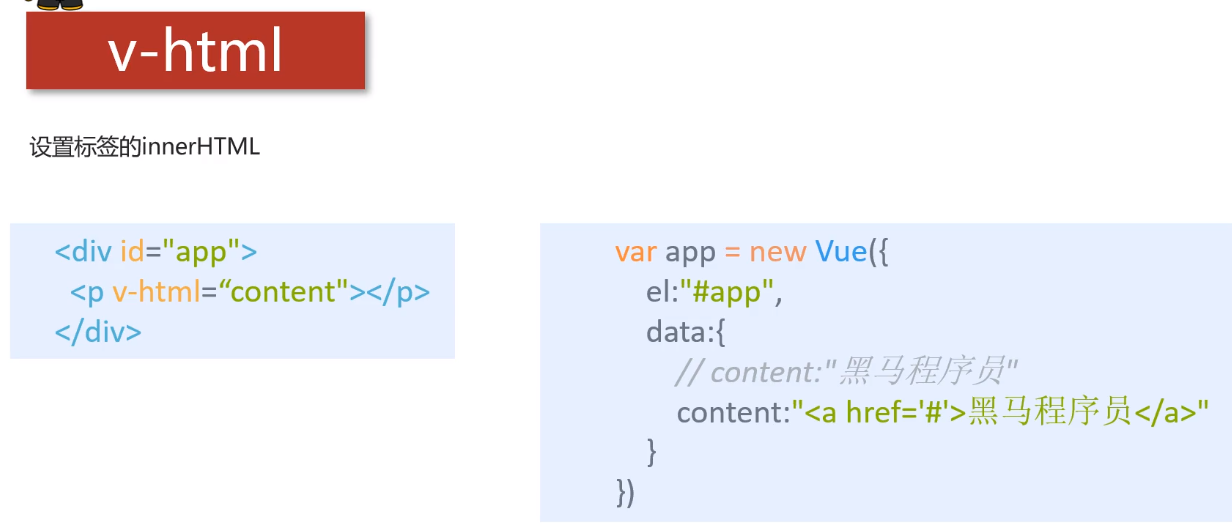 v-html
设置标签的innerHTML
<div id="app">
<p v-html=“content"></p>
</div>
var app = new Vue({
el:"#app",
data:{
// content:"黑马程序员"
content:"<a href='#'>黑马程序员</a>"
}
})